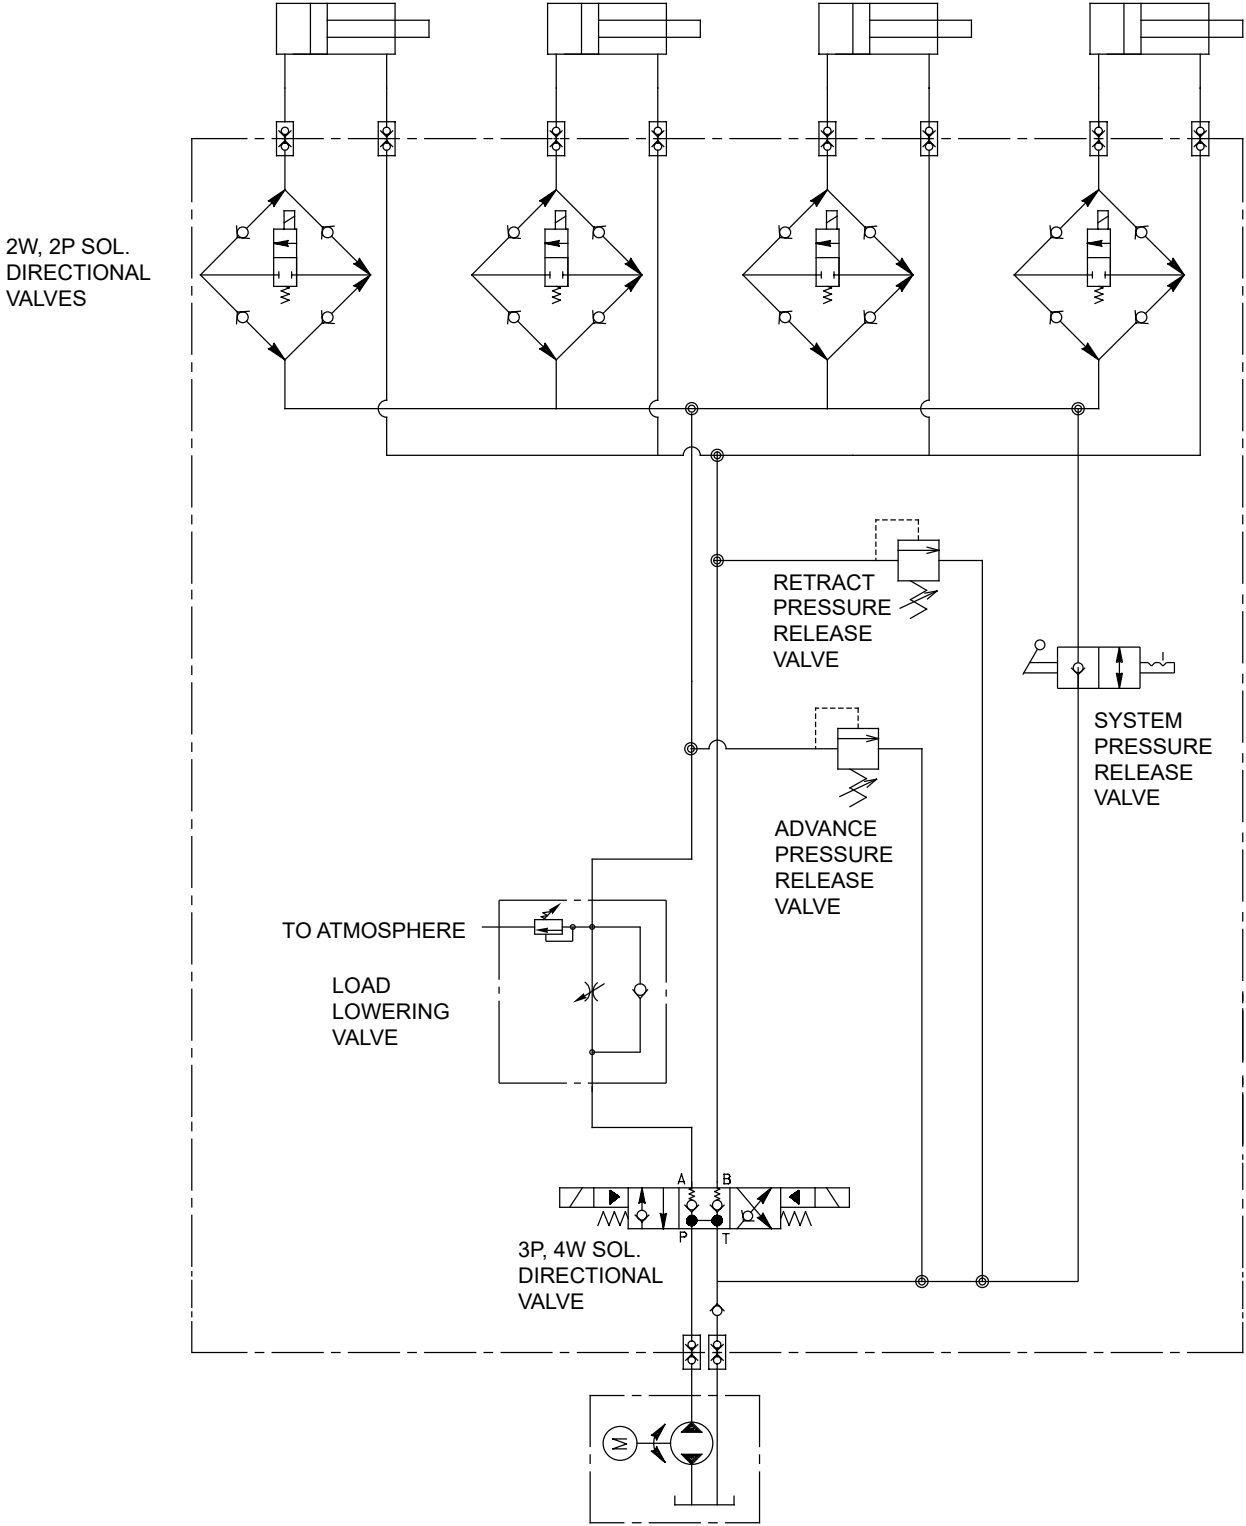 2W, 2P SOL.
DIRECTIONAL
VALVES
RETRACT
PRESSURE
RELEASE
VALVE
SYSTEM
PRESSURE
RELEASE
VALVE
ADVANCE
PRESSURE
RELEASE
VALVE
TO ATMOSPHERE
LOAD
LOWERING
VALVE
A B
P T
3P, 4W SOL.
DIRECTIONAL
VALVE
M